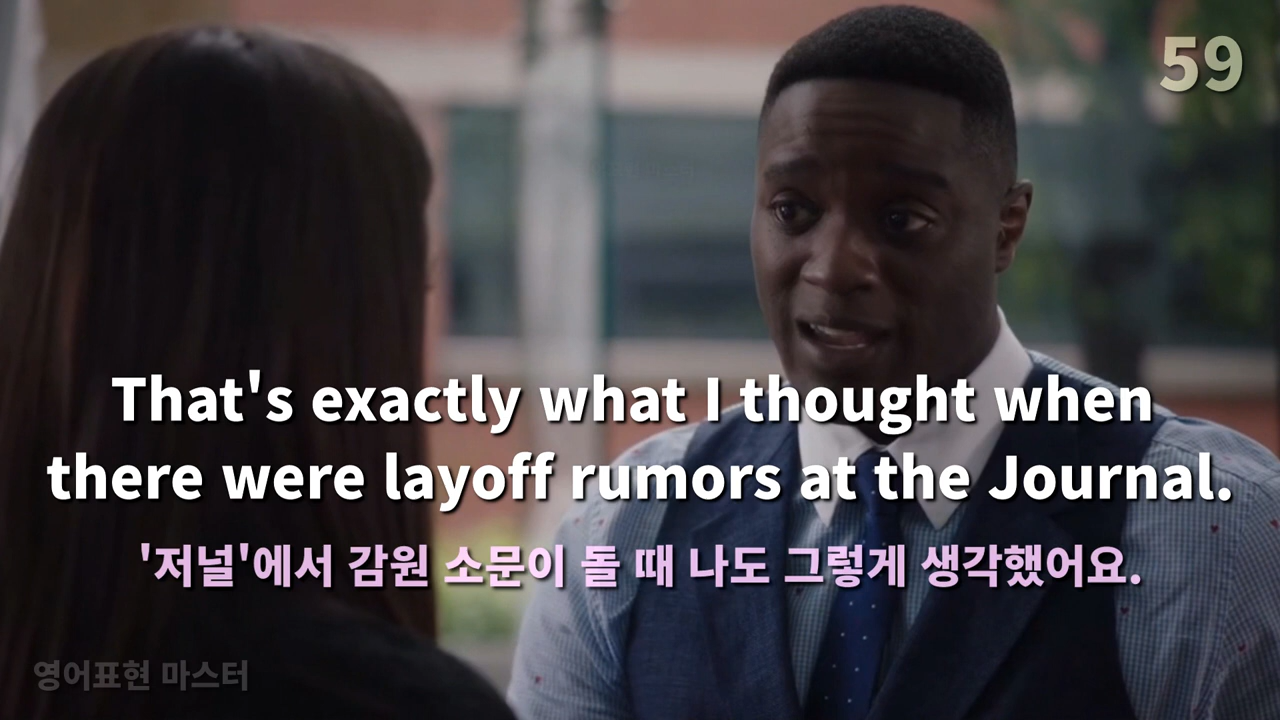 59
That's exactly what I thought when
there were layoff rumors at the Journal.
'저널'에서 감원 소문이 돌 때 나도 그렇게 생각했어요.
영어표현 마스터